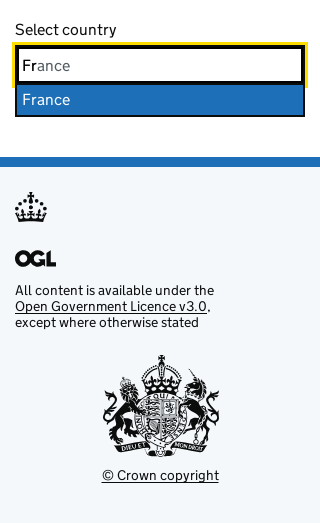 Select country
France
France
OGL
All content is available under the
Open Government Licence v3.0,
except where otherwise stated
DIEU ET MON DROIT
© Crown copyright